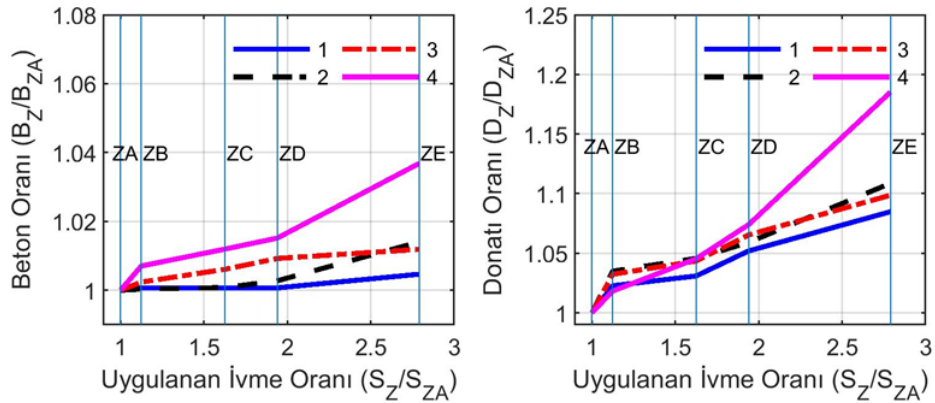 Beton Oranı (B_Z/B_ZA)
1.08
1.06
1.04
1.02
1
1
2
3
4
ZA
ZB
ZC
ZD
ZE
1
1.5
2
2.5
3
Uygulanan İvme Oranı (S_Z/S_ZA)
Donatı Oranı (D_Z/D_ZA)
1.25
1.2
1.15
1.1
1.05
1
1
2
3
4
ZA
ZB
ZC
ZD
ZE
1
1.5
2
2.5
3
Uygulanan İvme Oranı (S_Z/S_ZA)